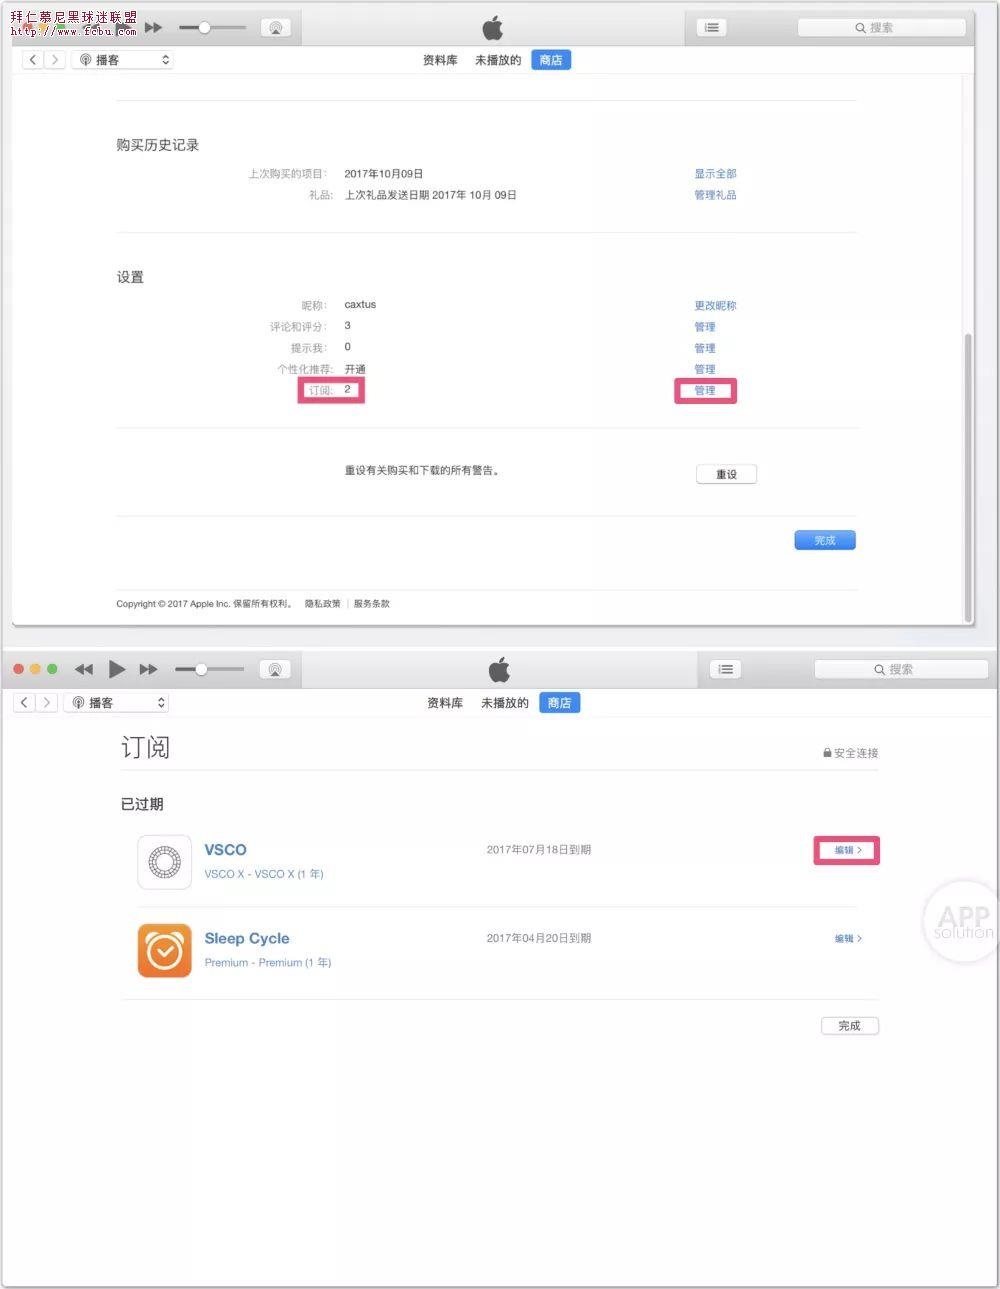 拜仁慕尼黑球迷联盟
http://www.fcbu.com
搜索
播客
资料库 未播放的 商店
购买历史记录
上次购买的项目： 2017年10月09日 显示全部
礼品: 上次礼品发送日期 2017年 10月 09日 管理礼品
设置
昵称： caxtus 更改昵称
评论和评分： 3 管理
提示我： 0 管理
个性化推荐: 开通 管理
订阅: 2 管理
重设有关购买和下载的所有警告。 重设
完成
Copyright © 2017 Apple Inc. 保留所有权利。 隐私政策 | 服务条款
搜索
播客
资料库 未播放的 商店
订阅
安全连接
已过期
VSCO 2017年07月18日到期 编辑 >
VSCO X - VSCO X (1 年)
APP
solution
Sleep Cycle 2017年04月20日到期 编辑 >
Premium - Premium (1 年)
完成